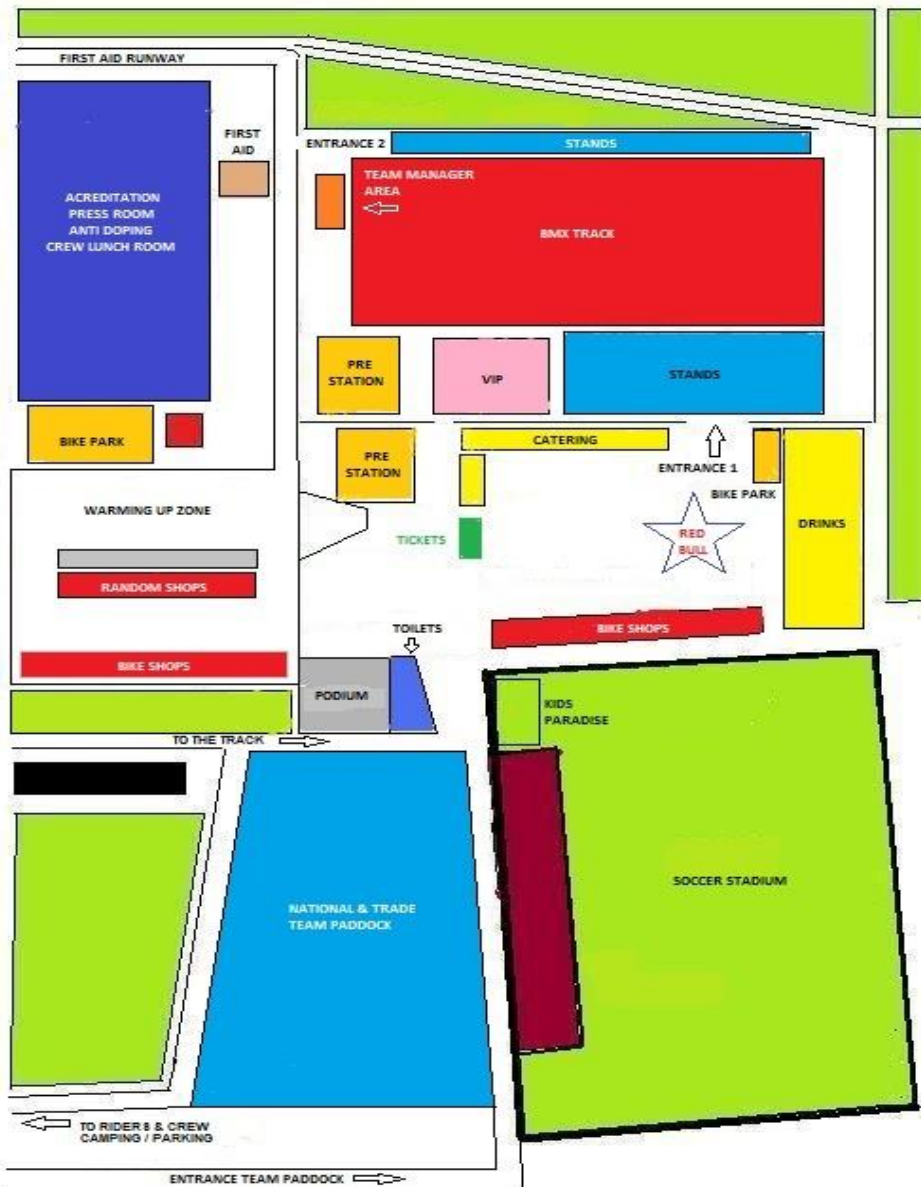 FIRST AID RUNWAY
FIRST
AID
ENTRANCE 2
STANDS
TEAM MANAGER
AREA
ACREDITATION
PRESS ROOM
ANTI DOPING
CREW LUNCH ROOM
BMX TRACK
PRE
STATION
VIP
STANDS
BIKE PARK
PRE
STATION
CATERING
ENTRANCE 1
BIKE PARK
DRINKS
WARMING UP ZONE
TICKETS
RED
BULL
RANDOM SHOPS
TOILETS
BIKE SHOPS
BIKE SHOPS
PODIUM
KIDS
PARADISE
TO THE TRACK
NATIONAL & TRADE
TEAM PADDOCK
SOCCER STADIUM
TO RIDER8 & CREW
CAMPING / PARKING
ENTRANCE TEAM PADDOCK